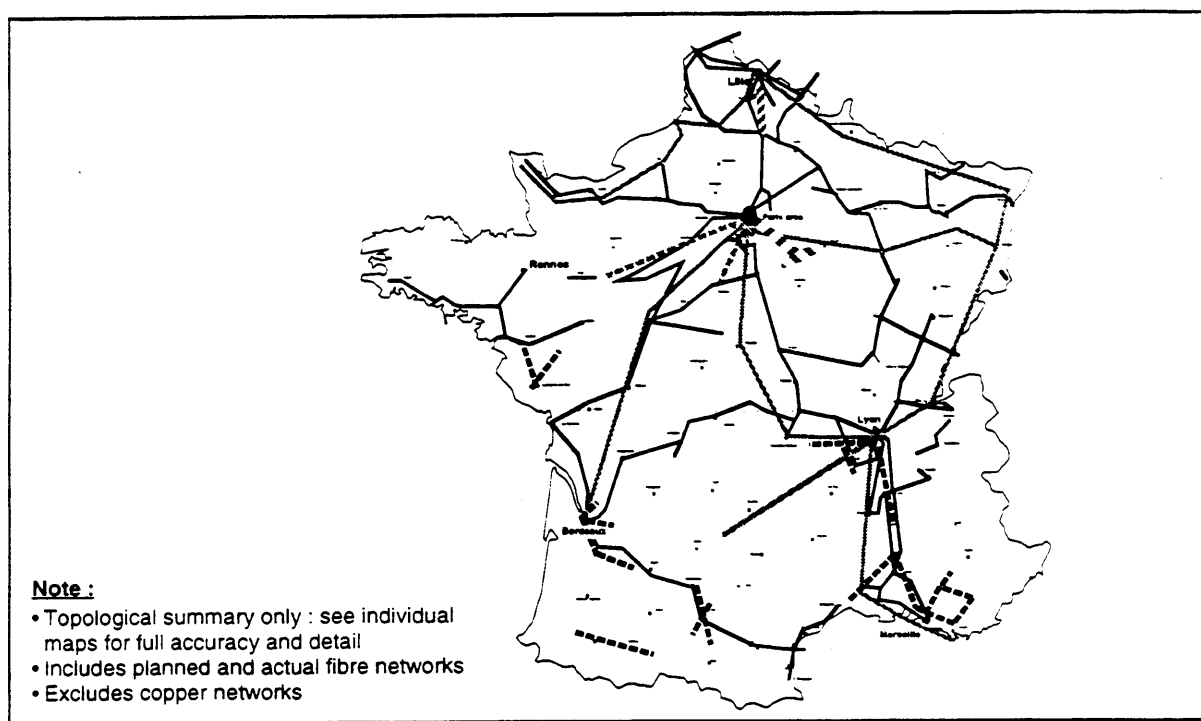 Lille
Paris area
Rennes
Lyon
Bordeaux
Marseille
Note :
• Topological summary only : see individual
maps for full accuracy and detail
• Includes planned and actual fibre networks
• Excludes copper networks